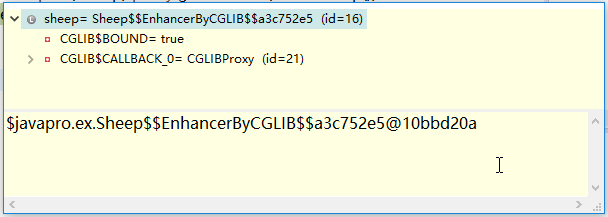 sheep= Sheep$$EnhancerByCGLIB$$a3c752e5 (id=16)
CGLIB$BOUND= true
CGLIB$CALLBACK_0= CGLIBProxy (id=21)
$javapro.ex.Sheep$$EnhancerByCGLIB$$a3c752e5@10bbd20a